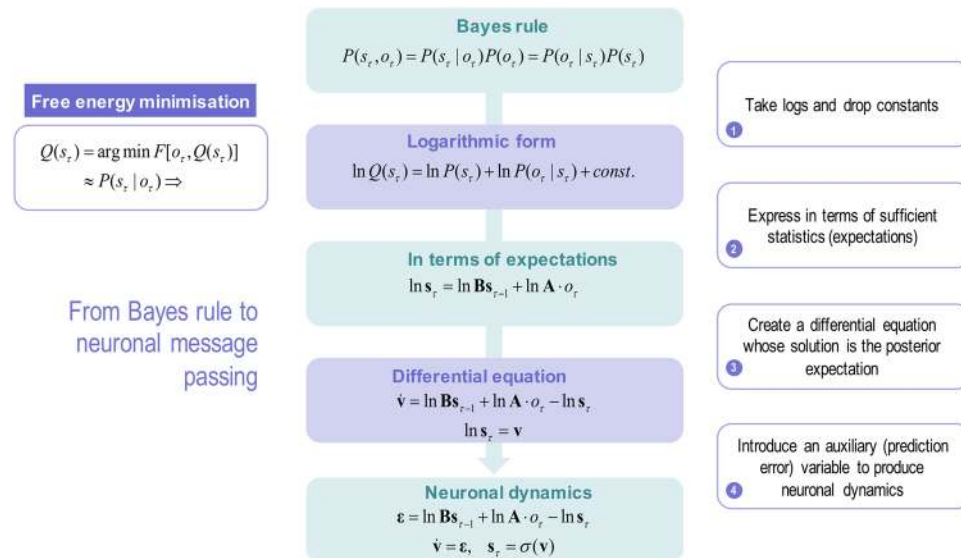 Bayes rule
P(s_τ, o_τ) = P(s_τ | o_τ)P(o_τ) = P(o_τ | s_τ)P(s_τ)
Free energy minimisation
Q(s_τ) = arg min F[o_τ, Q(s_τ)]
≈ P(s_τ | o_τ) ⇒
Logarithmic form
ln Q(s_τ) = ln P(s_τ) + ln P(o_τ | s_τ) + const.
In terms of expectations
ln s_τ = ln Bs_τ−1 + ln A · o_τ
From Bayes rule to
neuronal message
passing
Differential equation
v̇ = ln Bs_τ−1 + ln A · o_τ − ln s_τ
ln s_τ = v
Neuronal dynamics
ε = ln Bs_τ−1 + ln A · o_τ − ln s_τ
v̇ = ε, s_τ = σ(v)
Take logs and drop constants
1
Express in terms of sufficient
statistics (expectations)
2
Create a differential equation
whose solution is the posterior
expectation
3
Introduce an auxiliary (prediction
error) variable to produce
neuronal dynamics
4